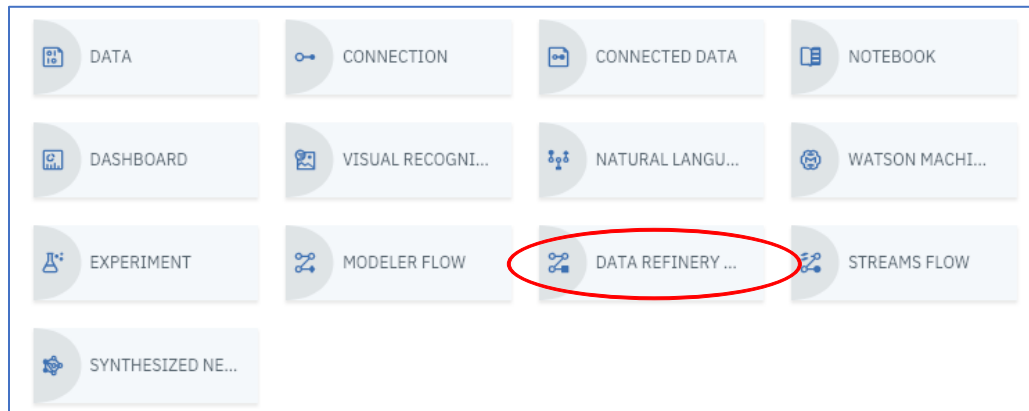 DATA
CONNECTION
CONNECTED DATA
NOTEBOOK
DASHBOARD
VISUAL RECOGNI...
NATURAL LANGU...
WATSON MACHI...
EXPERIMENT
MODELER FLOW
DATA REFINERY ...
STREAMS FLOW
SYNTHESIZED NE...